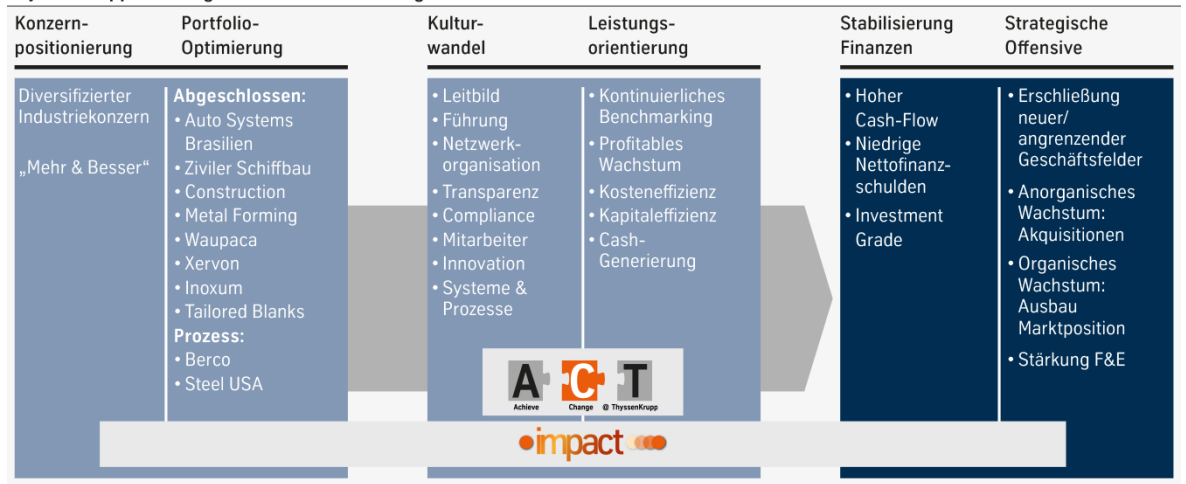 Konzern-
positionierung
Portfolio-
Optimierung
Kultur-
wandel
Leistungs-
orientierung
Stabilisierung
Finanzen
Strategische
Offensive
Diversifizierter
Industriekonzern
„Mehr & Besser“
Abgeschlossen:
• Auto Systems
Brasilien
• Ziviler Schiffbau
• Construction
• Metal Forming
• Waupaca
• Xervon
• Inoxum
• Tailored Blanks
Prozess:
• Berco
• Steel USA
• Leitbild
• Führung
• Netzwerk-
organisation
• Transparenz
• Compliance
• Mitarbeiter
• Innovation
• Systeme &
Prozesse
• Kontinuierliches
Benchmarking
• Profitables
Wachstum
• Kosteneffizienz
• Kapitaleffizienz
• Cash-
Generierung
• Hoher
Cash-Flow
• Niedrige
Nettofinanz-
schulden
• Investment
Grade
• Erschließung
neuer/
angrenzender
Geschäftsfelder
• Anorganisches
Wachstum:
Akquisitionen
• Organisches
Wachstum:
Ausbau
Marktposition
• Stärkung F&E
A C T
Achieve Change @ ThyssenKrupp
impact